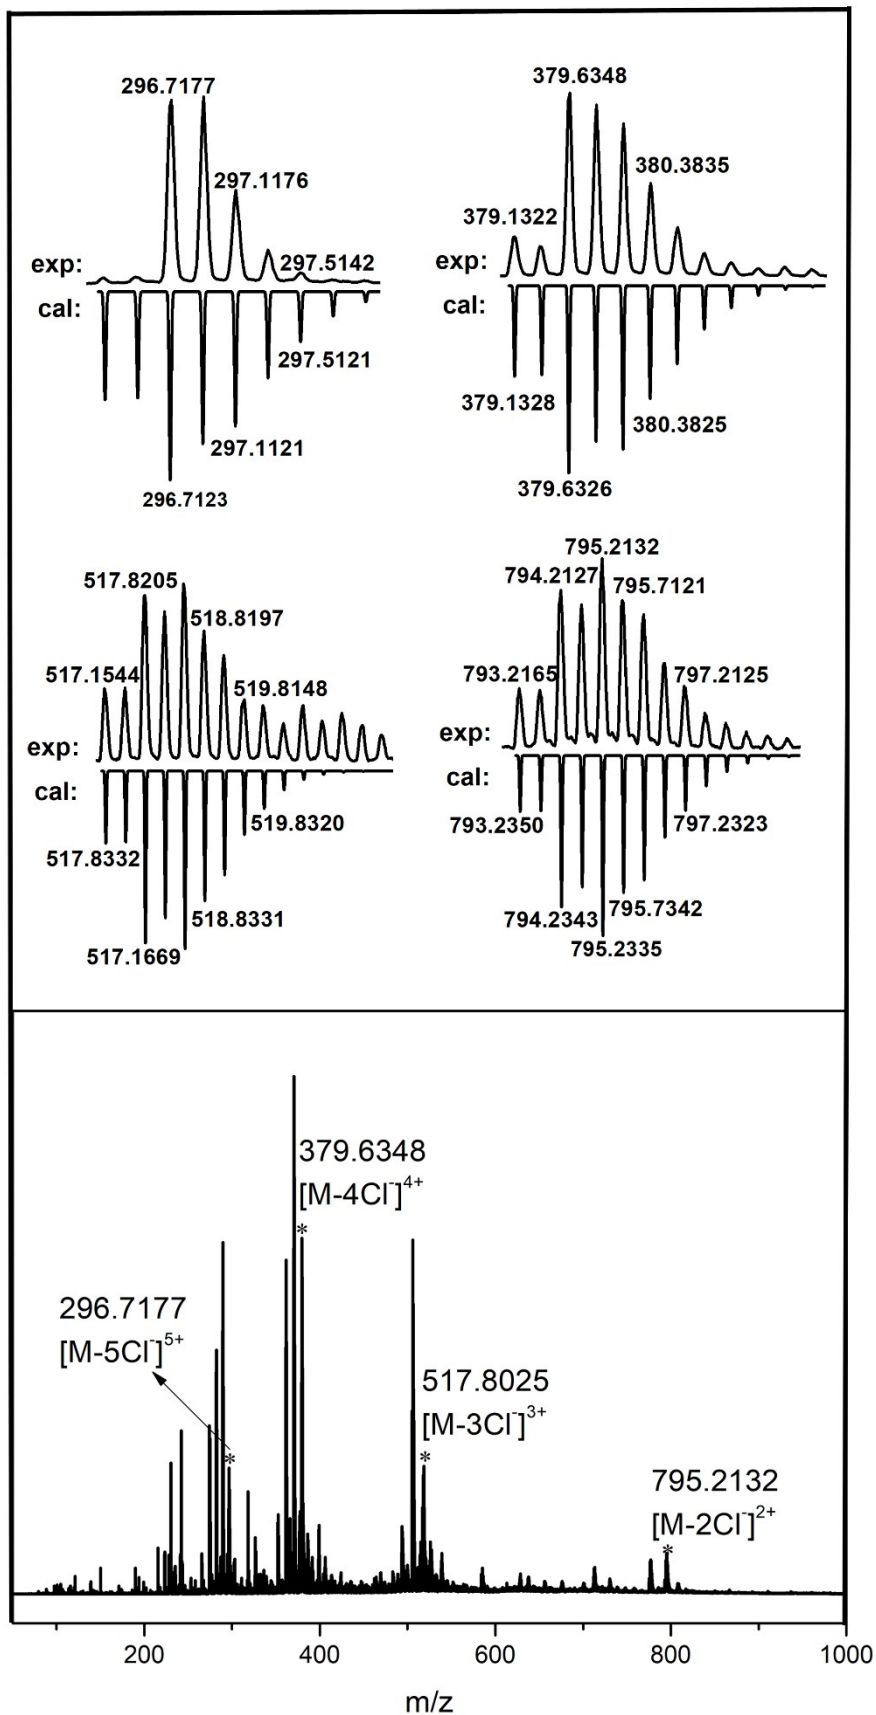 296.7177
297.1176
297.5142
exp:
cal:
297.5121
297.1121
296.7123
379.6348
380.3835
379.1322
exp:
cal:
379.1328
380.3825
379.6326
517.8205
518.8197
517.1544
519.8148
exp:
cal:
519.8320
517.8332
518.8331
517.1669
795.2132
794.2127
795.7121
793.2165
797.2125
exp:
cal:
793.2350
797.2323
795.7342
794.2343
795.2335
379.6348
[M-4Cl⁻]⁴⁺
*
296.7177
[M-5Cl⁻]⁵⁺
*
517.8025
[M-3Cl⁻]³⁺
*
795.2132
[M-2Cl⁻]²⁺
*
200 400 600 800 1000
m/z